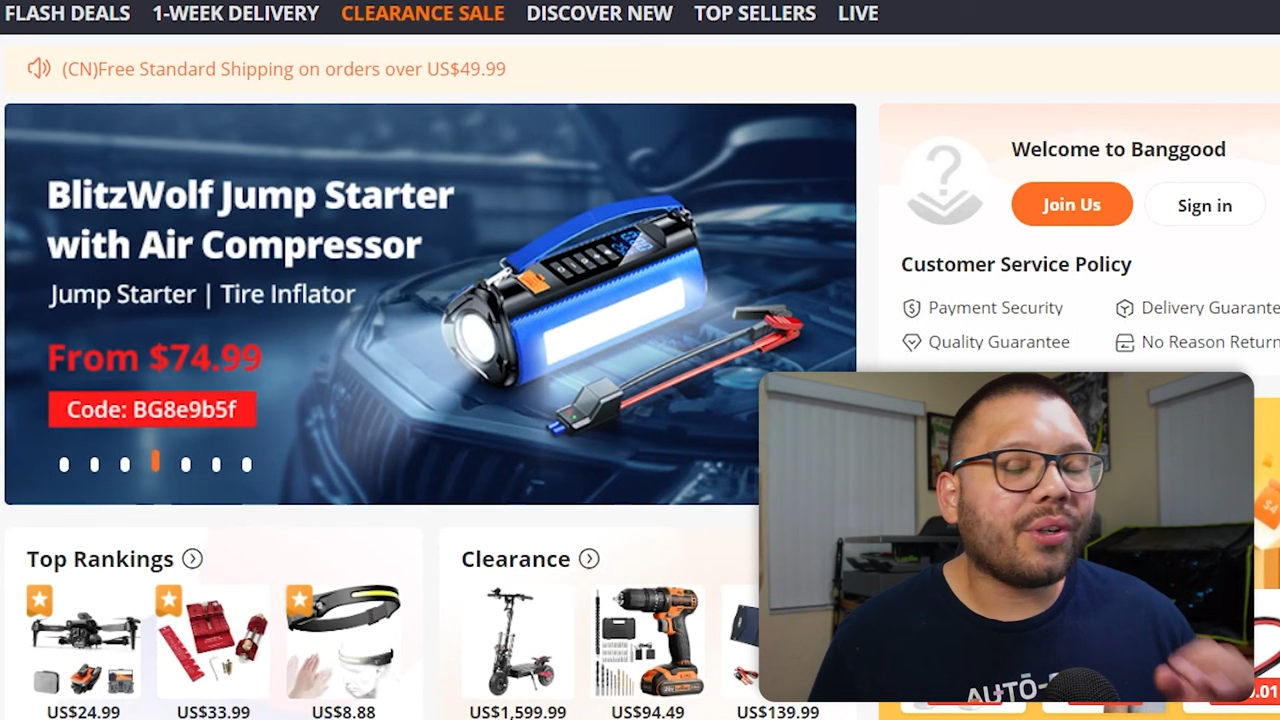 FLASH DEALS 1-WEEK DELIVERY CLEARANCE SALE DISCOVER NEW TOP SELLERS LIVE
(CN)Free Standard Shipping on orders over US$49.99
BlitzWolf Jump Starter
with Air Compressor
Jump Starter | Tire Inflator
From $74.99
Code: BG8e9b5f
Welcome to Banggood
Join Us Sign in
Customer Service Policy
Payment Security Delivery Guarante
Quality Guarantee No Reason Return
Top Rankings
US$24.99 US$33.99 US$8.88
Clearance
US$1,599.99 US$94.49 US$139.99
$4
.01